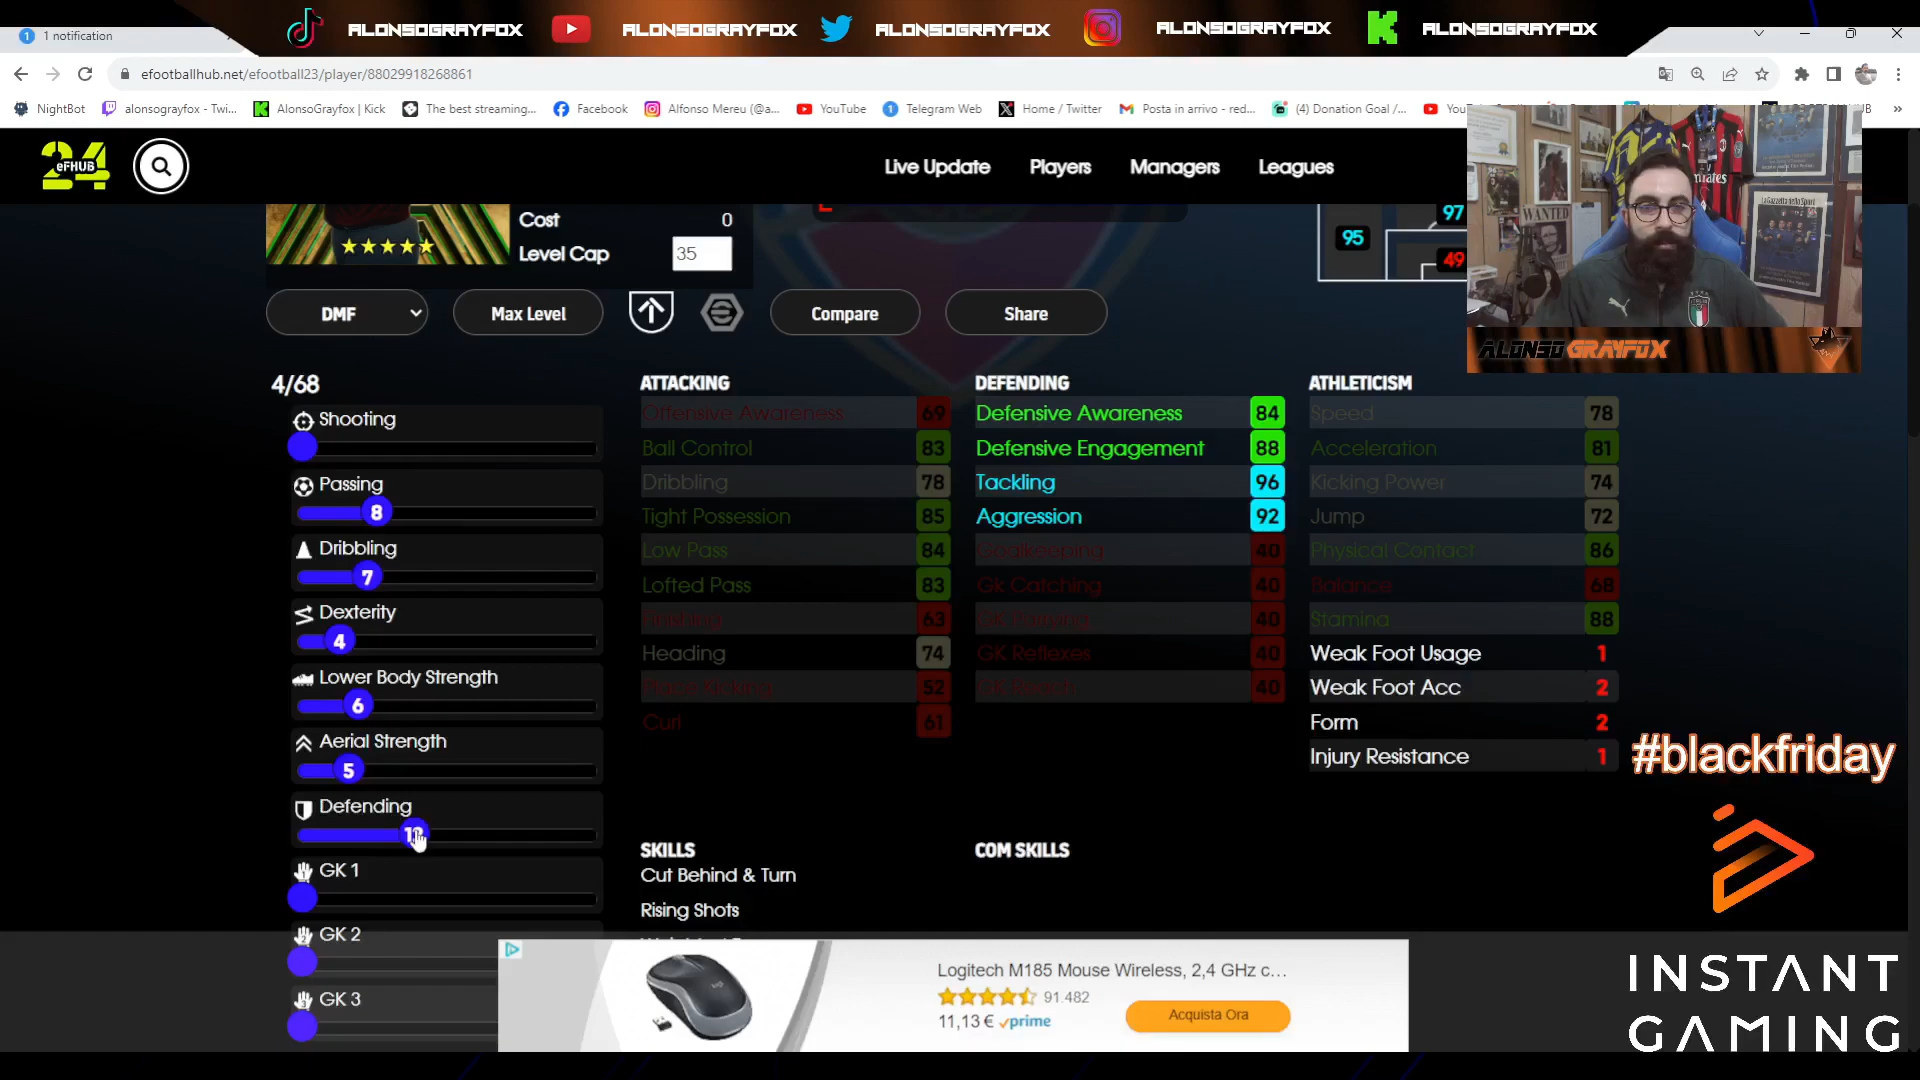 ALONSOGRAYFOX ALONSOGRAYFOX ALONSOGRAYFOX ALONSOGRAYFOX ALONSOGRAYFOX
1 1 notification
efootballhub.net/efootball23/player/88029918268861
NightBot alonsograyfox - Twi... AlonsoGrayfox | Kick The best streaming... Facebook Alfonso Mereu (@a... YouTube Telegram Web Home / Twitter Posta in arrivo - red... (4) Donation Goal /...
24 eFHUB Live Update Players Managers Leagues
Cost 0
Level Cap 35
97
95
49
WANTED
La Gazzetta dello Sport
ITALIA
ALONSO GRAYFOX
DMF Max Level Compare Share
4/68
Shooting
Passing
8
Dribbling
7
Dexterity
4
Lower Body Strength
6
Aerial Strength
5
Defending
GK 1
GK 2
GK 3
ATTACKING
Offensive Awareness 69
Ball Control 83
Dribbling 78
Tight Possession 85
Low Pass 84
Lofted Pass 83
Finishing 63
Heading 74
Place Kicking 52
Curl 61
DEFENDING
Defensive Awareness 84
Defensive Engagement 88
Tackling 96
Aggression 92
Goalkeeping 40
Gk Catching 40
GK Parrying 40
GK Reflexes 40
GK Reach 40
ATHLETICISM
Speed 78
Acceleration 81
Kicking Power 74
Jump 72
Physical Contact 86
Balance 68
Stamina 88
Weak Foot Usage 1
Weak Foot Acc 2
Form 2
Injury Resistance 1
SKILLS
Cut Behind & Turn
Rising Shots
COM SKILLS
#blackfriday
INSTANT
GAMING
Logitech M185 Mouse Wireless, 2,4 GHz c...
91.482
11,13 € prime
Acquista Ora